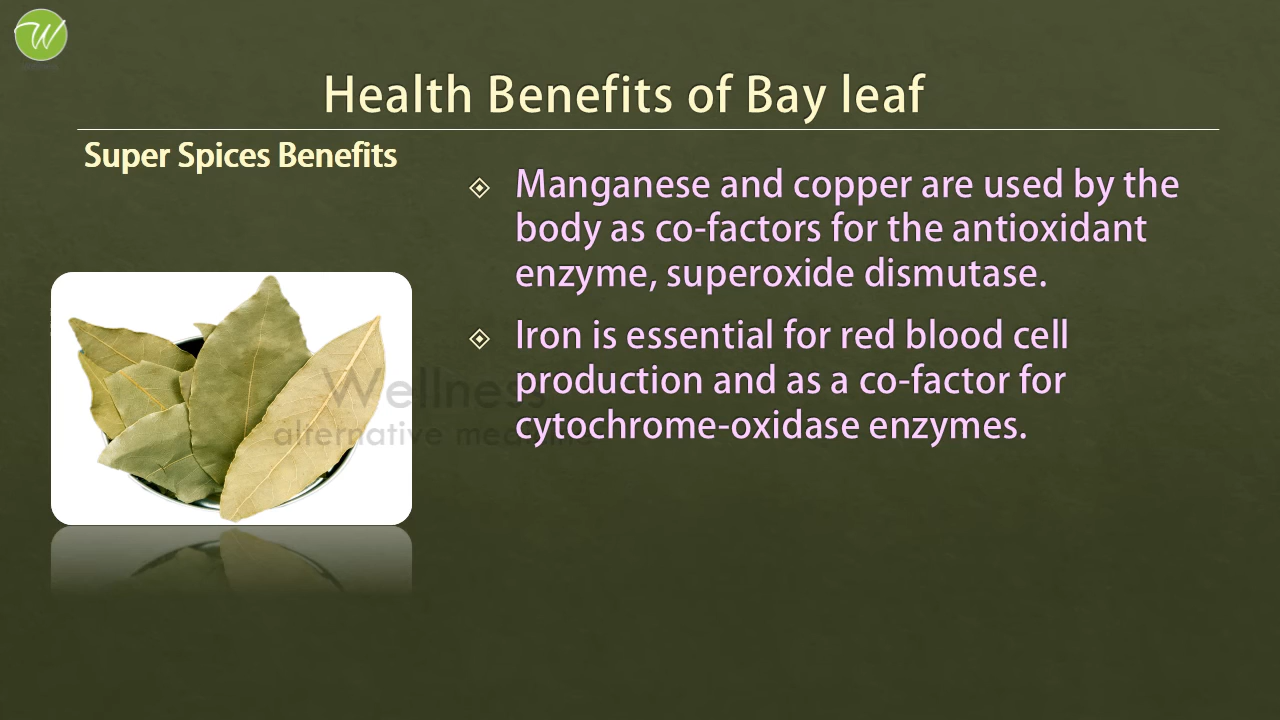 W
Health Benefits of Bay leaf
Super Spices Benefits
Manganese and copper are used by the
body as co-factors for the antioxidant
enzyme, superoxide dismutase.
Iron is essential for red blood cell
production and as a co-factor for
cytochrome-oxidase enzymes.
Wellness
alternative